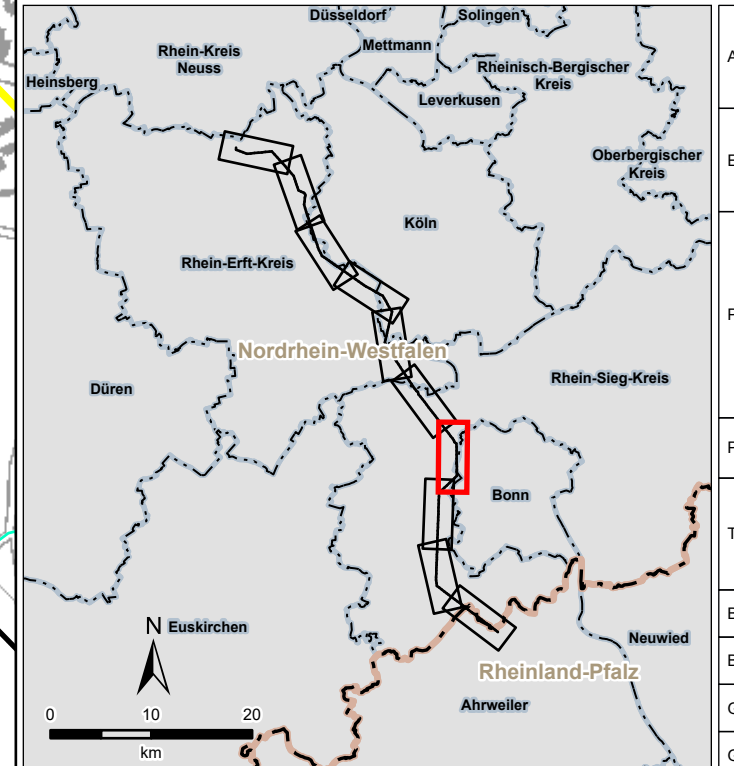 Düsseldorf
Solingen
Mettmann
Rhein-Kreis
Neuss
Rheinisch-Bergischer
Kreis
Heinsberg
Leverkusen
Oberbergischer
Kreis
Köln
Rhein-Erft-Kreis
Nordrhein-Westfalen
Rhein-Sieg-Kreis
Düren
Bonn
N
Euskirchen
Neuwied
Rheinland-Pfalz
Ahrweiler
0 10 20
km